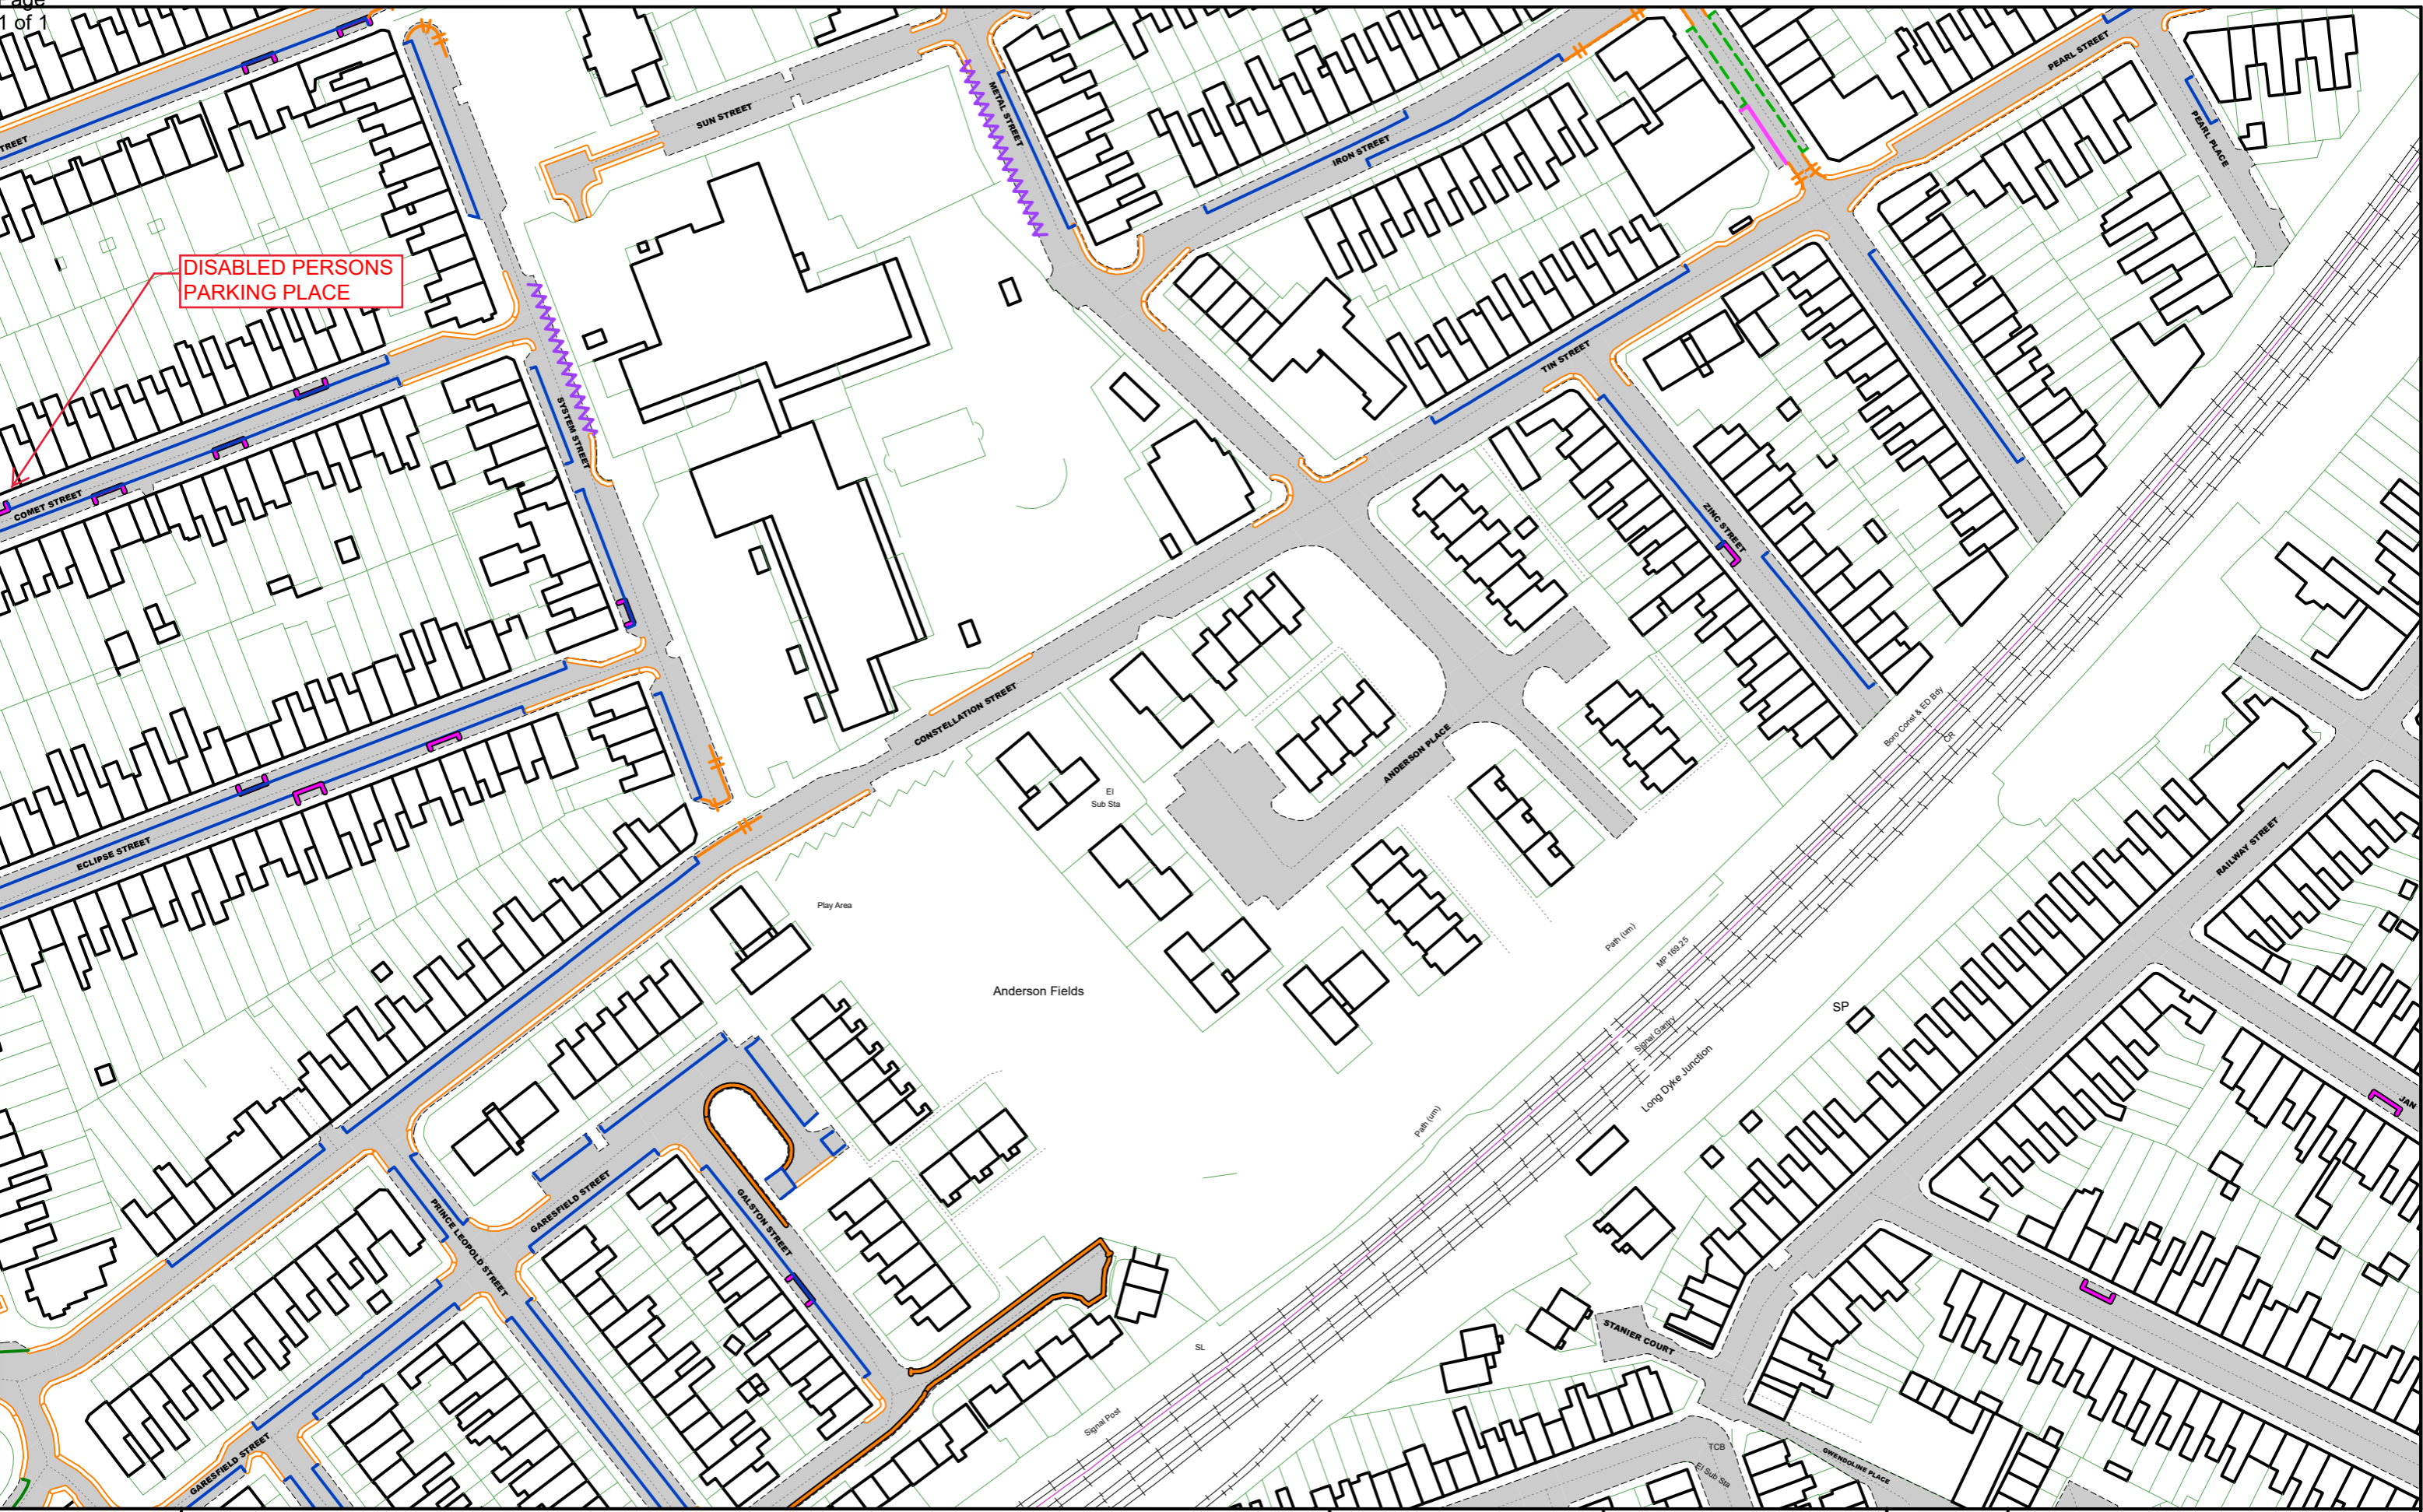 Page
1 of 1
STREET
SUN STREET
METAL STREET
IRON STREET
PEARL STREET
PEARL PLACE
DISABLED PERSONS
PARKING PLACE
TIN STREET
SYSTEM STREET
COMET STREET
ZINC STREET
CONSTELLATION STREET
ANDERSON PLACE
Boro Const & ED Bdy
CR
El
Sub Sta
ECLIPSE STREET
RAILWAY STREET
Play Area
Path (um)
MP 169.25
Anderson Fields
SP
Signal Gantry
Long Dyke Junction
Path (um)
JAN
PRINCE LEOPOLD STREET
GARESFIELD STREET
GALSTON STREET
SL
STANIER COURT
Signal Post
GARESFIELD STREET
TCB
El Sub Sta
GWENDOLINE PLACE